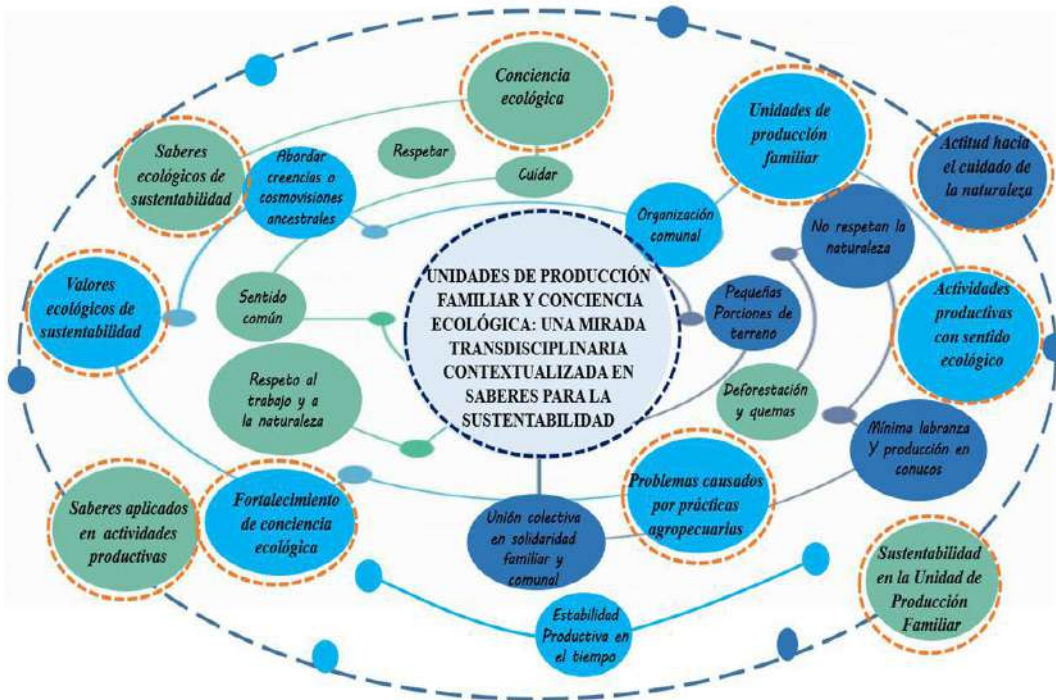 Conciencia
ecológica
Unidades de
producción
familiar
Actitud hacia
el cuidado de
la naturaleza
Saberes
ecológicos de
sustentabilidad
Abordar
creencias o
cosmovisiones
ancestrales
Respetar
Cuidar
Organización
comunal
No respetan la
naturaleza
Valores
ecológicos de
sustentabilidad
Sentido
común
UNIDADES DE PRODUCCIÓN
FAMILIAR Y CONCIENCIA
ECOLÓGICA: UNA MIRADA
TRANSDISCIPLINARIA
CONTEXTUALIZADA EN
SABERES PARA LA
SUSTENTABILIDAD
Pequeñas
Porciones de
terreno
Actividades
productivas
con sentido
ecológico
Respeto al
trabajo y a
la naturaleza
Deforestación
y quemas
Mínima labranza
Y producción en
conucos
Saberes aplicados
en actividades
productivas
Fortalecimiento
de conciencia
ecológica
Unión colectiva
en solidaridad
familiar y
comunal
Problemas causados
por prácticas
agropecuarias
Sustentabilidad
en la Unidad de
Producción
Familiar
Estabilidad
Productiva en
el tiempo